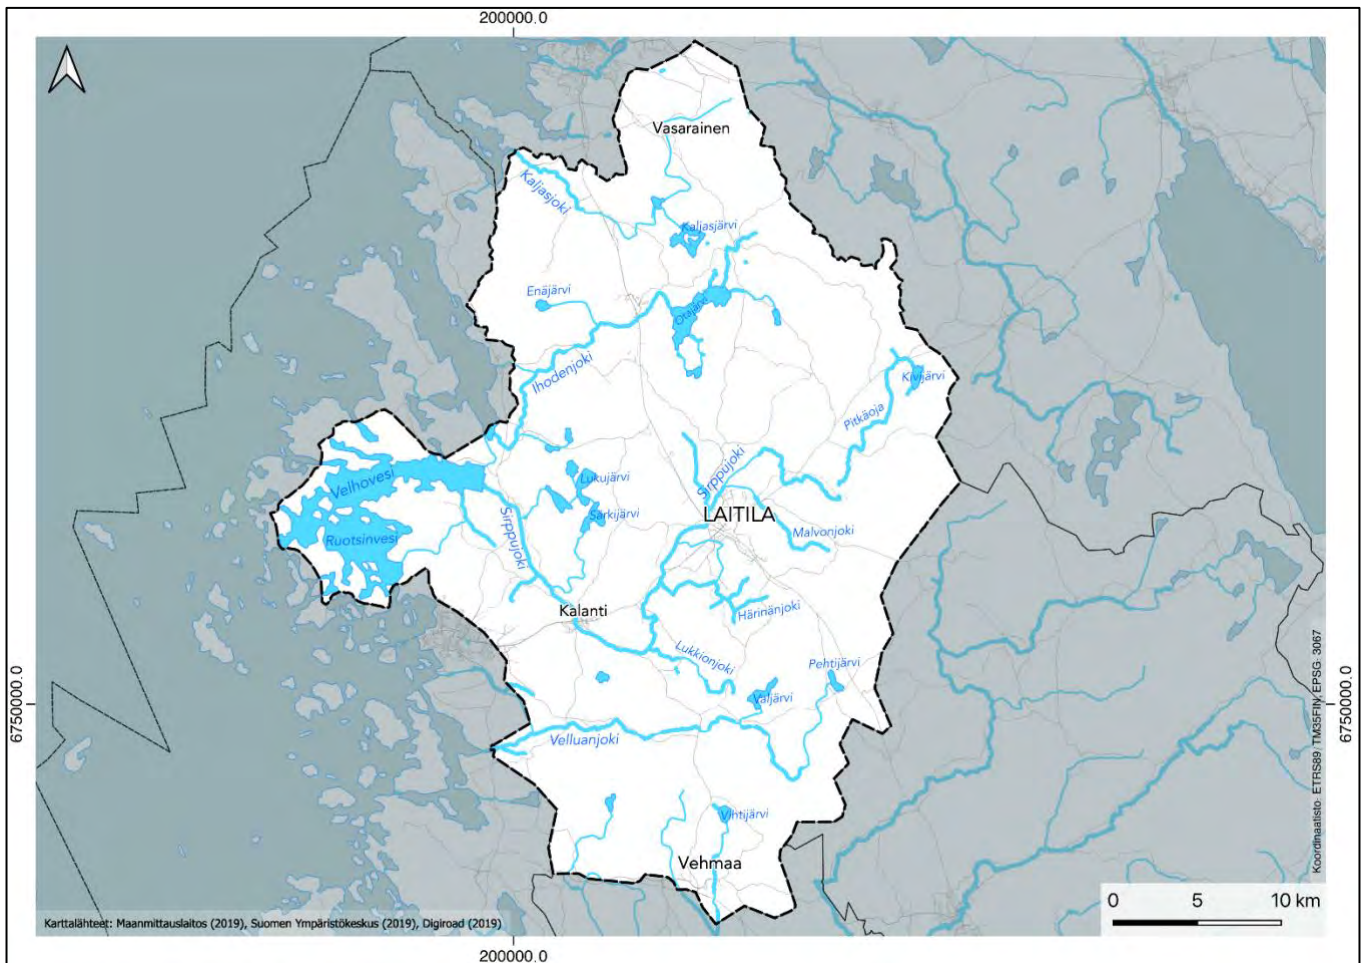 200000.0
Vasarainen
Kaljasjoki
Kaljasjärvi
Enäjärvi
Otajärvi
Ihodenjoki
Kivijärvi
Pitkäoja
Sirppujoki
Velhovesi
Lukujärvi
Särkijärvi
LAITILA
Sirppujoki
Ruotsinvesi
Malvonjoki
Kalanti
Härinänjoki
Lukkionjoki
Pehtijärvi
Valjärvi
6750000.0
6750000.0
Velluanjoki
Vihtijärvi
Vehmaa
Koordinaatisto: ETRS89 / TM35FIN, EPSG: 3067
0 5 10 km
Karttalähteet: Maanmittauslaitos (2019), Suomen Ympäristökeskus (2019), Digiroad (2019)
200000.0